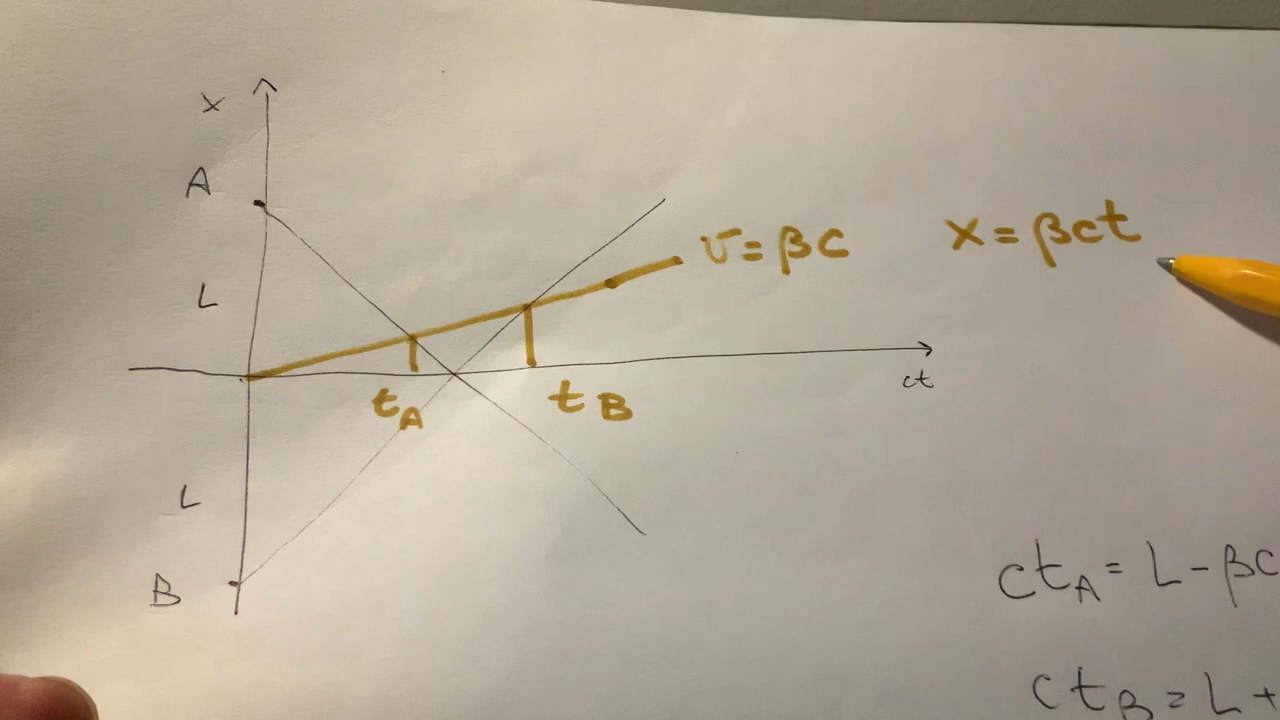 x
A
L
v = βc
x = βct
ct
t_A
t_B
L
B
ct_A = L - βc
ct_B = L +